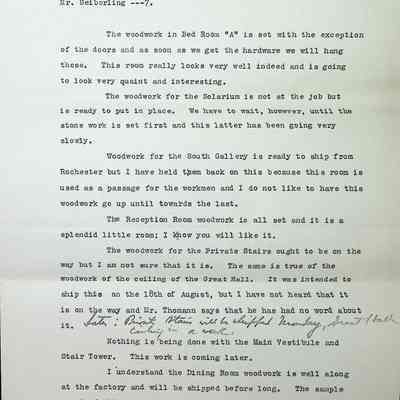 Mr. Seiberling ---7.
The woodwork in Bed Room "A" is set with the exception
of the doors and as soon as we get the hardware we will hang
these. This room really looks very well indeed and is going
to look very quaint and interesting.
The woodwork for the Solarium is not at the job but
is ready to put in place. We have to wait, however, until the
stone work is set first and this latter has been going very
slowly.
Woodwork for the South Gallery is ready to ship from
Rochester but I have held them back on this because this room is
used as a passage for the workmen and I do not like to have this
woodwork go up until towards the last.
The Reception Room woodwork is all set and it is a
splendid little room; I know you will like it.
The woodwork for the Private Stairs ought to be on the
way but I am not sure that it is. The same is true of the
woodwork of the ceiling of the Great Hall. It was intended to
ship this on the 18th of August, but I have not heard that it
is on the way and Mr. Thomann says that he has had no word about
it. Later: Private Stairs will be shipped Monday, Great Hall
ceiling in a week.
Nothing is being done with the Main Vestibule and
Stair Tower. This work is coming later.
I understand the Dining Room woodwork is well along
at the factory and will be shipped before long. The sample